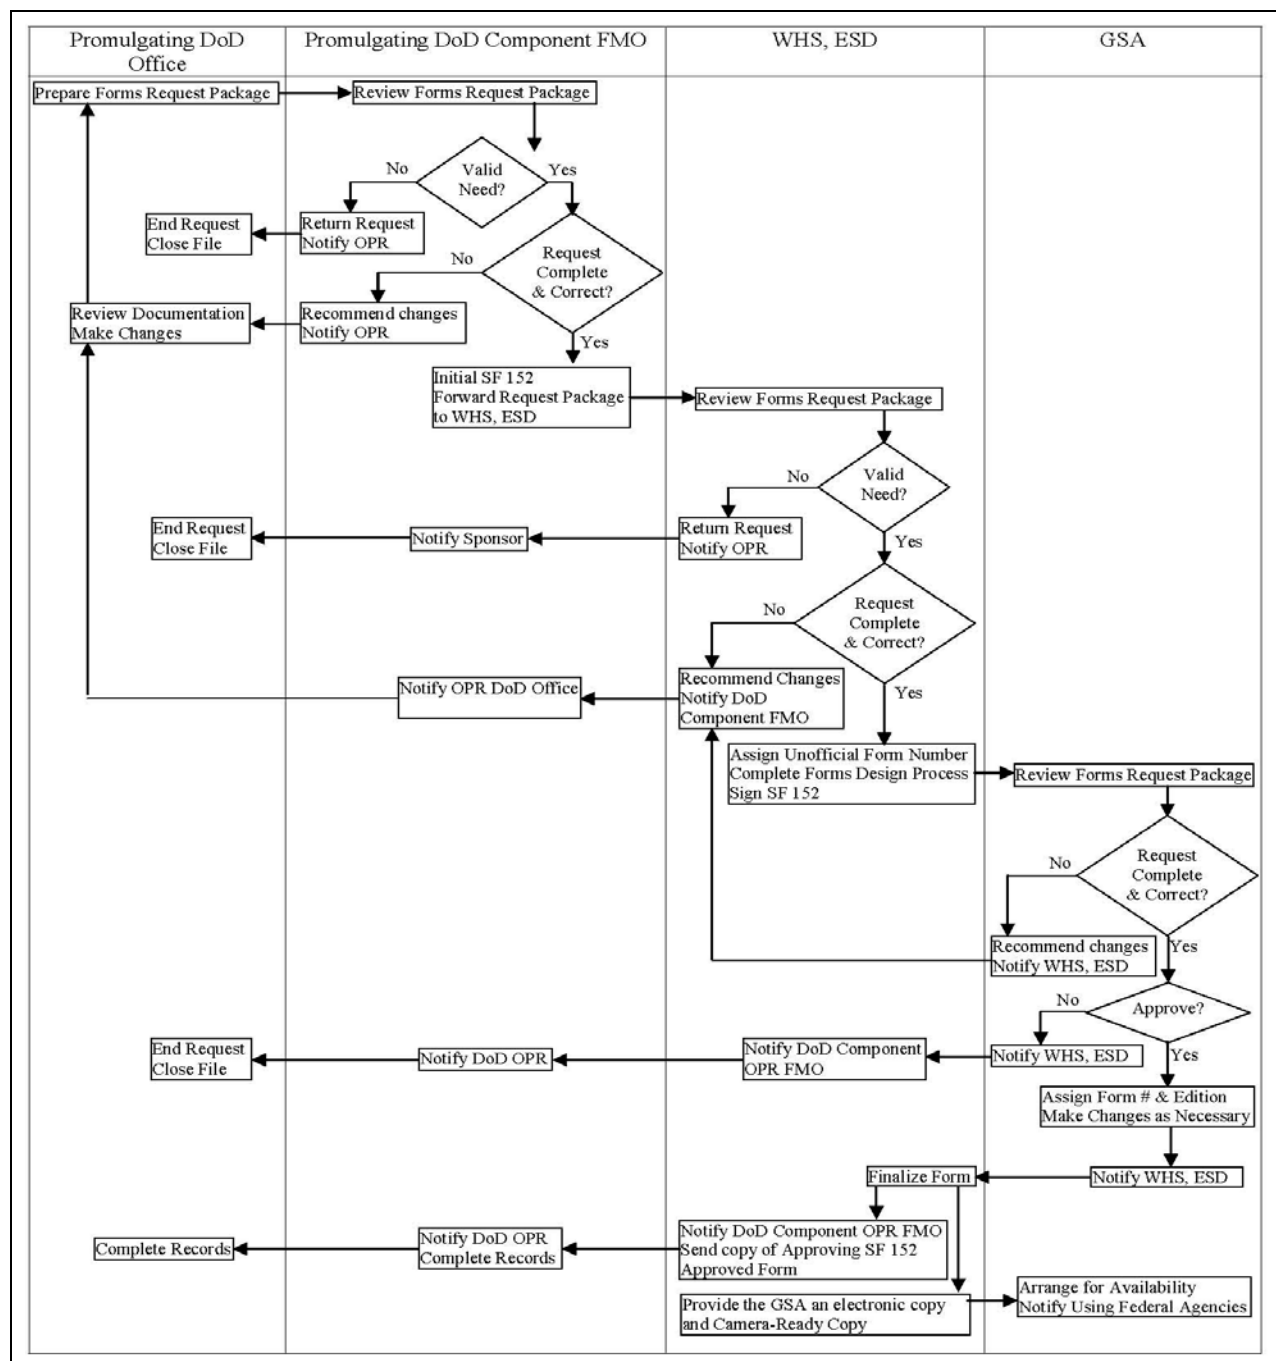 Promulgating DoD
Office
Promulgating DoD Component FMO
WHS, ESD
GSA
Prepare Forms Request Package
Review Forms Request Package
No
Valid
Need?
Yes
End Request
Close File
Return Request
Notify OPR
No
Request
Complete
& Correct?
Review Documentation
Make Changes
Recommend changes
Notify OPR
Yes
Initial SF 152
Forward Request Package
to WHS, ESD
Review Forms Request Package
No
Valid
Need?
End Request
Close File
Notify Sponsor
Return Request
Notify OPR
Yes
No
Request
Complete
& Correct?
Notify OPR DoD Office
Recommend Changes
Notify DoD
Component FMO
Yes
Assign Unofficial Form Number
Complete Forms Design Process
Sign SF 152
Review Forms Request Package
No
Request
Complete
& Correct?
Recommend changes
Notify WHS, ESD
Yes
No
Approve?
End Request
Close File
Notify DoD OPR
Notify DoD Component
OPR FMO
Notify WHS, ESD
Yes
Assign Form # & Edition
Make Changes as Necessary
Finalize Form
Notify WHS, ESD
Complete Records
Notify DoD OPR
Complete Records
Notify DoD Component OPR FMO
Send copy of Approving SF 152
Approved Form
Provide the GSA an electronic copy
and Camera-Ready Copy
Arrange for Availability
Notify Using Federal Agencies